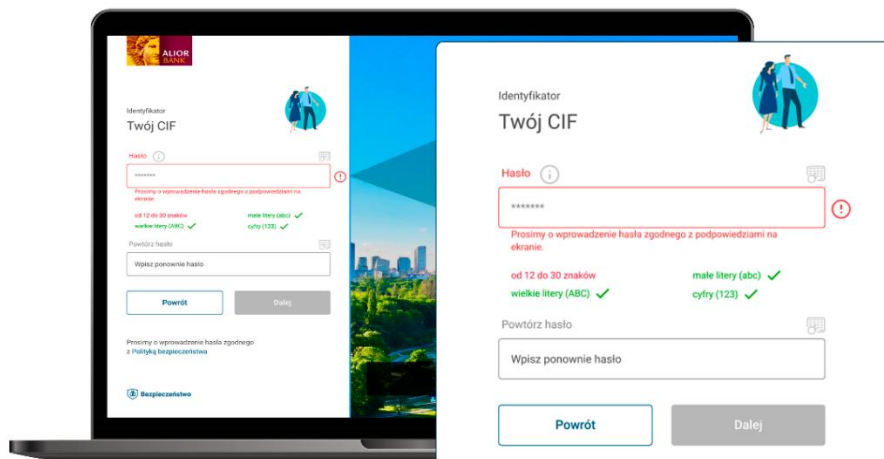 ALIOR
BANK
Identyfikator
Twój CIF
Hasło
*******
Prosimy o wprowadzenie hasła zgodnego z podpowiedziami na
ekranie.
od 12 do 30 znaków
małe litery (abc)
wielkie litery (ABC)
cyfry (123)
Powtórz hasło
Wpisz ponownie hasło
Powrót
Dalej
Prosimy o wprowadzenie hasła zgodnego
z Polityką bezpieczeństwa
Bezpieczeństwo
Identyfikator
Twój CIF
Hasło
*******
Prosimy o wprowadzenie hasła zgodnego z podpowiedziami na
ekranie.
od 12 do 30 znaków
małe litery (abc)
wielkie litery (ABC)
cyfry (123)
Powtórz hasło
Wpisz ponownie hasło
Powrót
Dalej